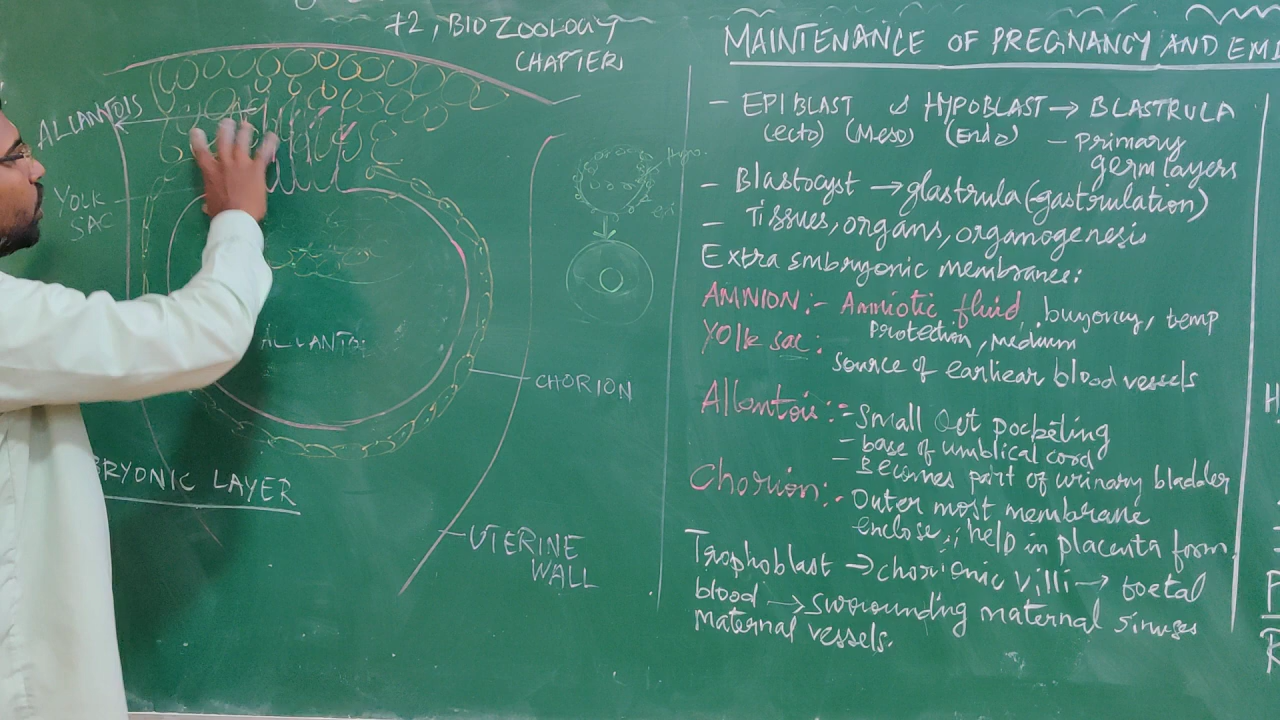 +2, BIO ZOOLOGY
CHAPTER
ALLANTOIS
YOLK
SAC
ALLANTOI
CHORION
BRYONIC LAYER
UTERINE
WALL
MAINTENANCE OF PREGNANCY AND EMB
- EPIBLAST & HYPOBLAST → BLASTRULA
(ecto) (Meso) (Endo) - primary
germ layers
- Blastocyst → glastrula (gastrulation)
- Tissues, organs, organogenesis
Extra embryonic membranes:
AMNION:- Amniotic fluid, buyoncy, temp
Protection, medium
Yolk sac:
source of earliear blood vessels
Allantois:- Small Out pocketing
- base of umblical cord
- Becomes part of urinary bladder
Chorion:- Outer most membrane
enclose; help in placenta form.
Trophoblast → chorionic villi → foetal
blood → surrounding maternal sinuses
maternal vessels.